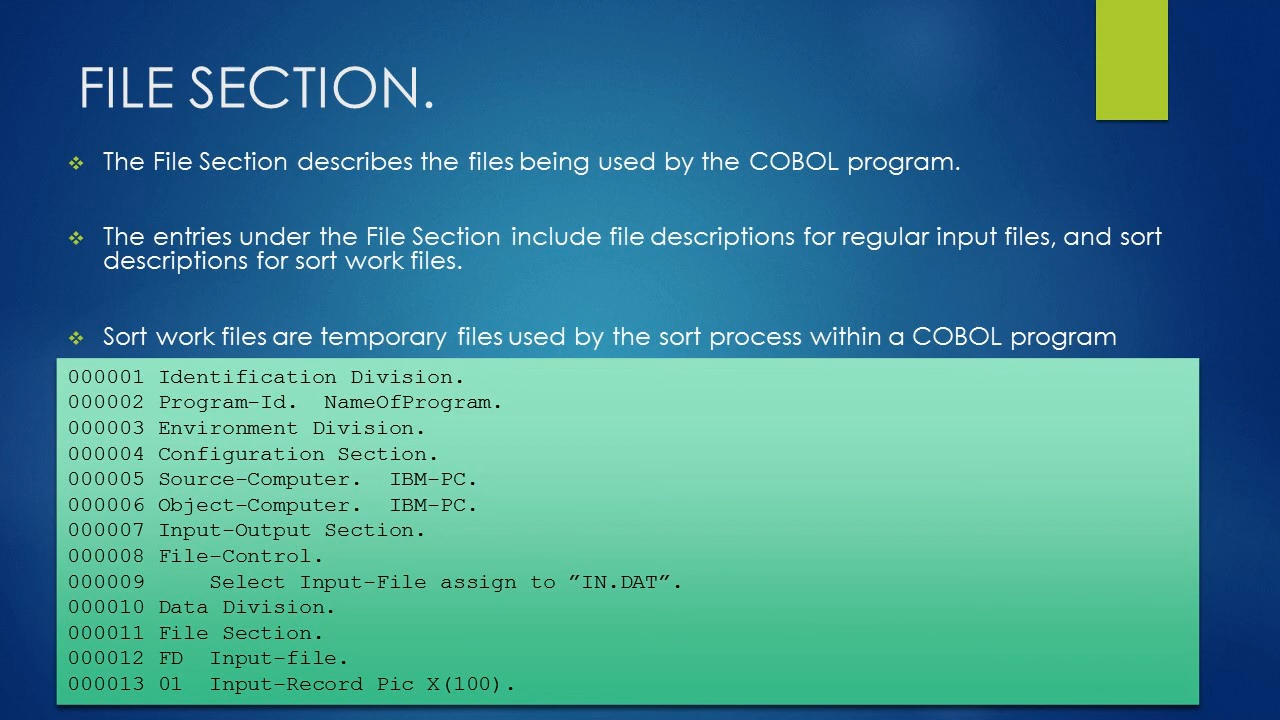 FILE SECTION.
The File Section describes the files being used by the COBOL program.
The entries under the File Section include file descriptions for regular input files, and sort
descriptions for sort work files.
Sort work files are temporary files used by the sort process within a COBOL program
000001 Identification Division.
000002 Program-Id.  NameOfProgram.
000003 Environment Division.
000004 Configuration Section.
000005 Source-Computer.  IBM-PC.
000006 Object-Computer.  IBM-PC.
000007 Input-Output Section.
000008 File-Control.
000009     Select Input-File assign to ”IN.DAT”.
000010 Data Division.
000011 File Section.
000012 FD  Input-file.
000013 01  Input-Record Pic X(100).